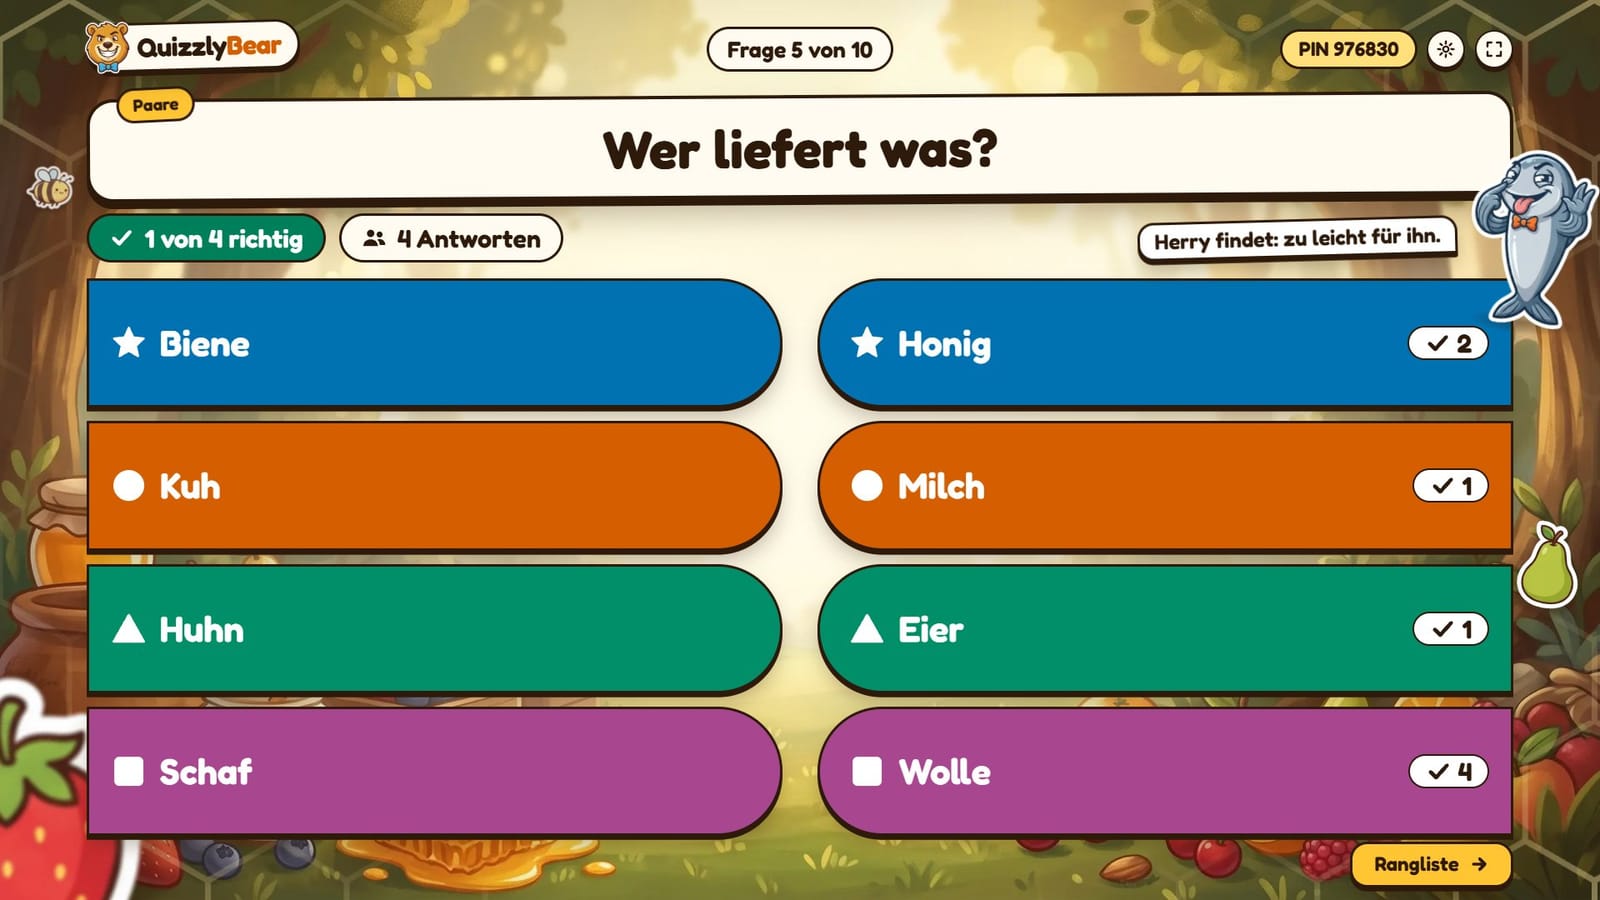 QuizzlyBear
Frage 5 von 10
PIN 976830
Paare
Wer liefert was?
1 von 4 richtig
4 Antworten
Herry findet: zu leicht für ihn.
Biene
Honig
2
Kuh
Milch
1
Huhn
Eier
1
Schaf
Wolle
4
Rangliste